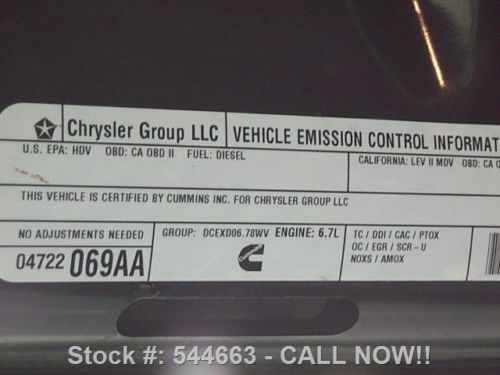 Chrysler Group LLC VEHICLE EMISSION CONTROL INFORMAT
U.S. EPA: HDV OBD: CA OBD II FUEL: DIESEL
CALIFORNIA: LEV II MDV OBD: CA O
THIS VEHICLE IS CERTIFIED BY CUMMINS INC. FOR CHRYSLER GROUP LLC
NO ADJUSTMENTS NEEDED
04722 069AA
GROUP: DCEXD06.78WV ENGINE: 6.7L
Cummins
TC / DDI / CAC / PTOX
OC / EGR / SCR – U
NOXS / AMOX
Stock #: 544663 - CALL NOW!!